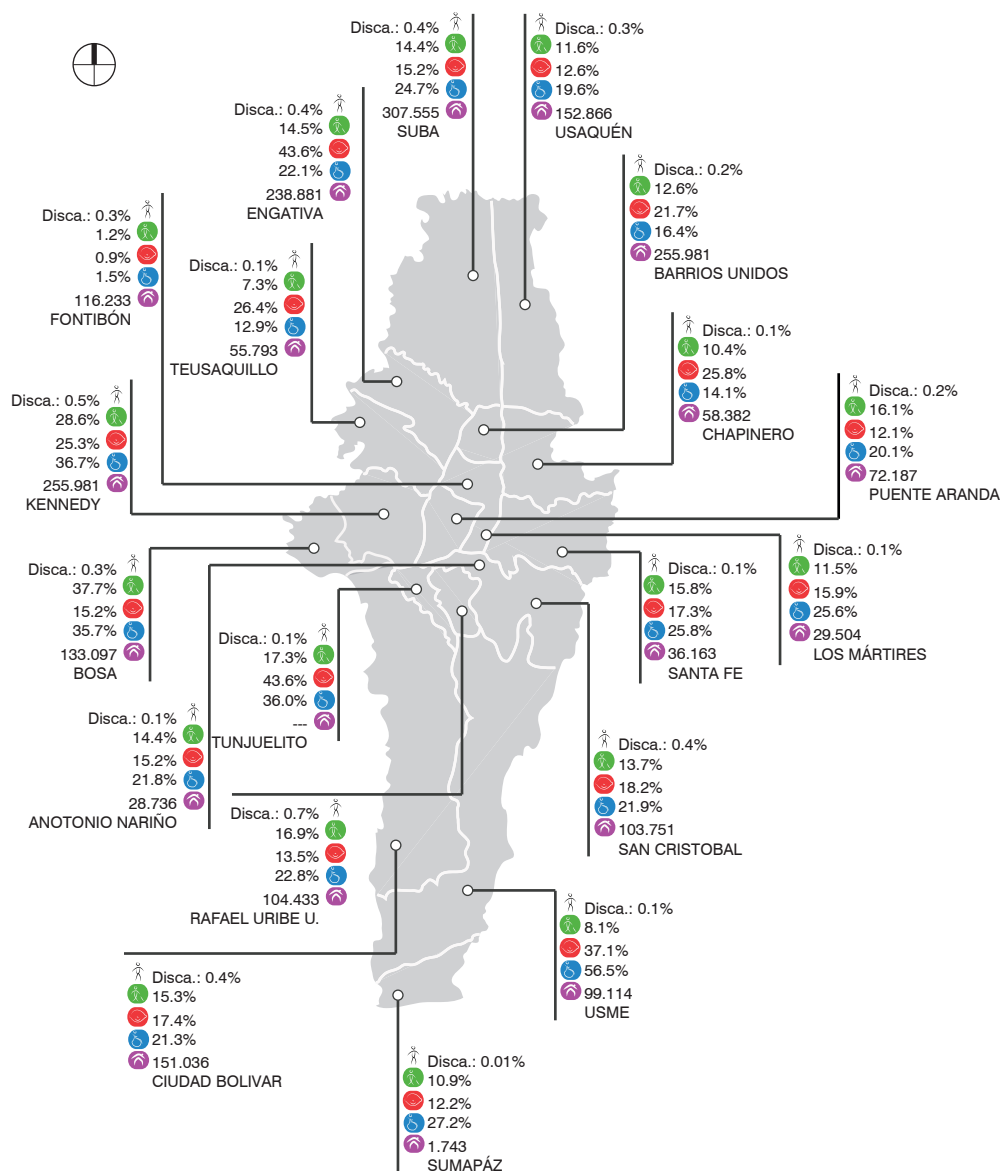 Disca.: 0.4%
14.4%
15.2%
24.7%
307.555
SUBA
Disca.: 0.3%
11.6%
12.6%
19.6%
152.866
USAQUÉN
Disca.: 0.4%
14.5%
43.6%
22.1%
238.881
ENGATIVA
Disca.: 0.2%
12.6%
21.7%
16.4%
255.981
BARRIOS UNIDOS
Disca.: 0.3%
1.2%
0.9%
1.5%
116.233
FONTIBÓN
Disca.: 0.1%
7.3%
26.4%
12.9%
55.793
TEUSAQUILLO
Disca.: 0.1%
10.4%
25.8%
14.1%
58.382
CHAPINERO
Disca.: 0.2%
16.1%
12.1%
20.1%
72.187
PUENTE ARANDA
Disca.: 0.5%
28.6%
25.3%
36.7%
255.981
KENNEDY
Disca.: 0.1%
11.5%
15.9%
25.6%
29.504
LOS MÁRTIRES
Disca.: 0.3%
37.7%
15.2%
35.7%
133.097
BOSA
Disca.: 0.1%
15.8%
17.3%
25.8%
36.163
SANTA FE
Disca.: 0.1%
17.3%
43.6%
36.0%
---
TUNJUELITO
Disca.: 0.1%
14.4%
15.2%
21.8%
28.736
ANOTONIO NARIÑO
Disca.: 0.4%
13.7%
18.2%
21.9%
103.751
SAN CRISTOBAL
Disca.: 0.7%
16.9%
13.5%
22.8%
104.433
RAFAEL URIBE U.
Disca.: 0.1%
8.1%
37.1%
56.5%
99.114
USME
Disca.: 0.4%
15.3%
17.4%
21.3%
151.036
CIUDAD BOLIVAR
Disca.: 0.01%
10.9%
12.2%
27.2%
1.743
SUMAPÁZ